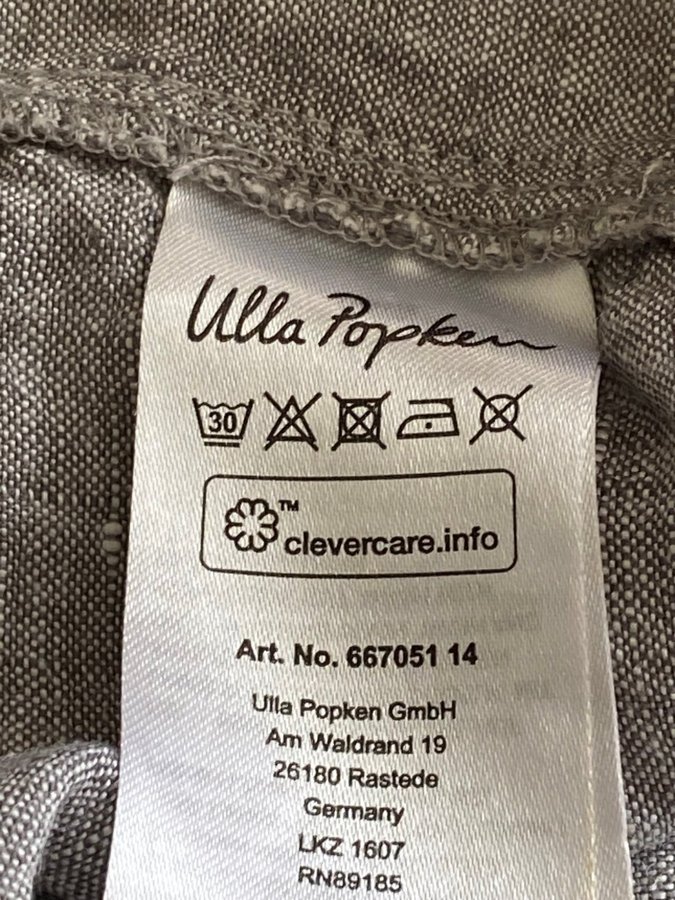 Ulla Popken
30
TM
clevercare.info
Art. No. 667051 14
Ulla Popken GmbH
Am Waldrand 19
26180 Rastede
Germany
LKZ 1607
RN89185